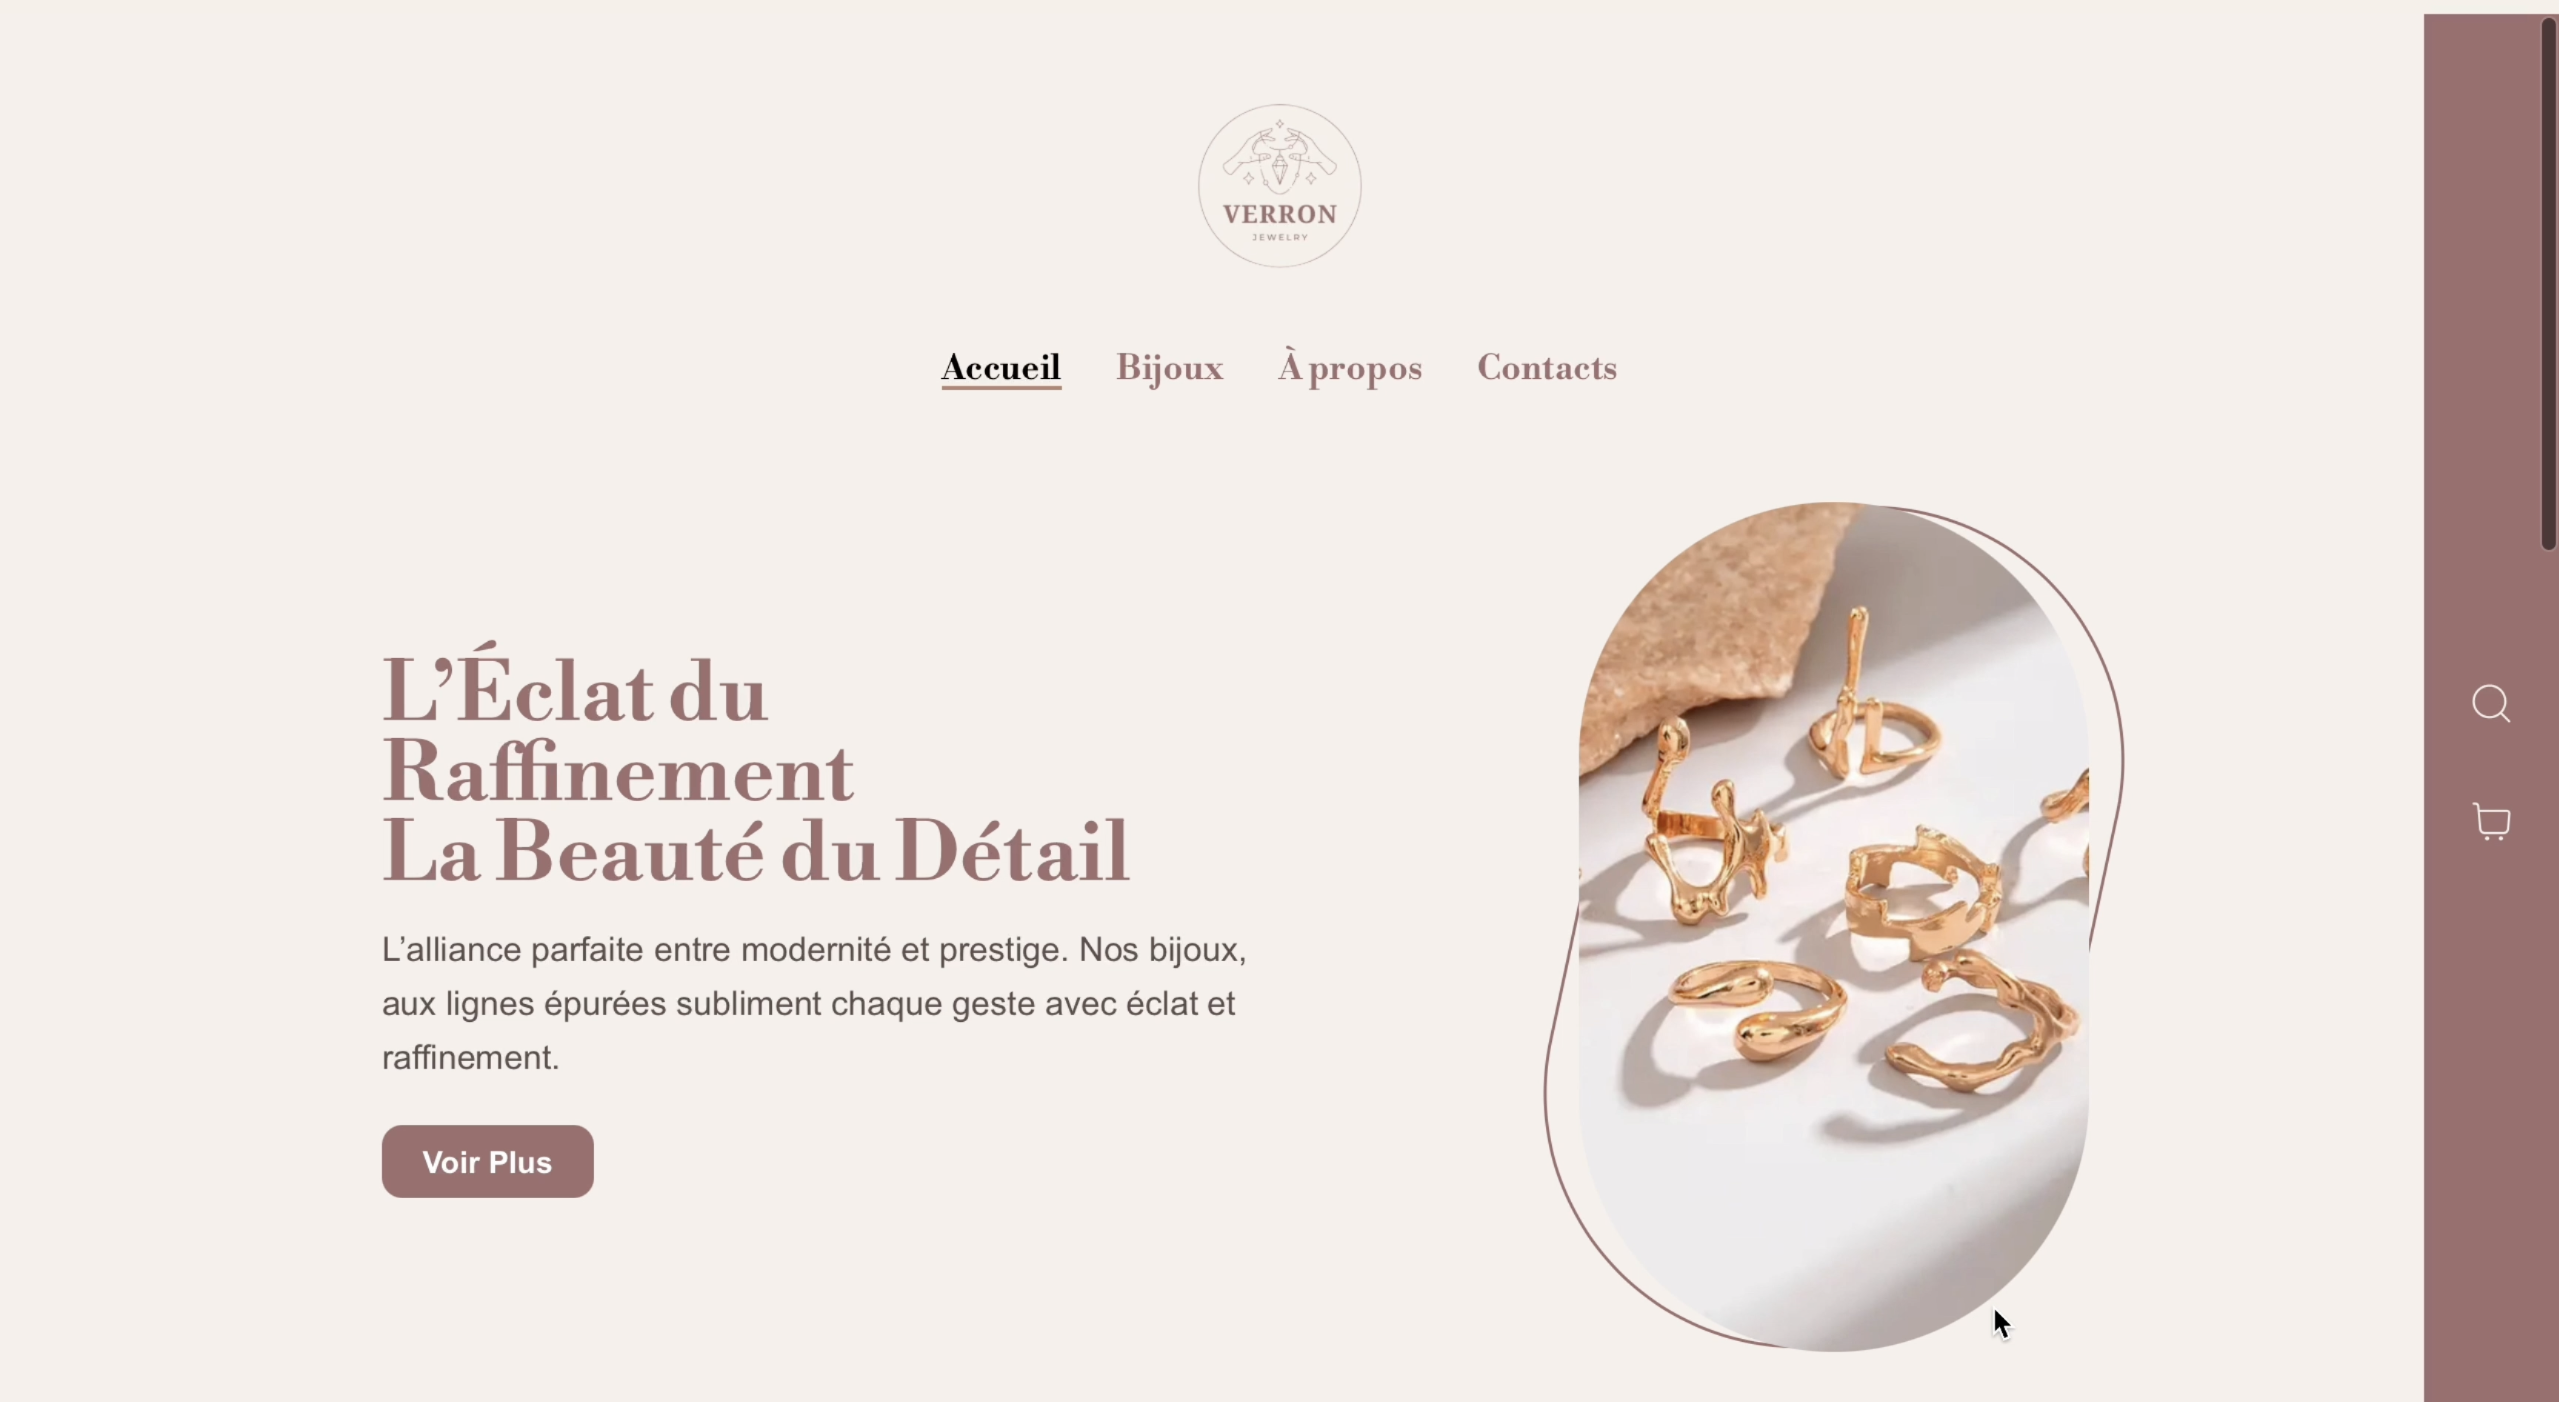 VERRON
JEWELRY
Accueil Bijoux À propos Contacts
L’Éclat du
Raffinement
La Beauté du Détail
L’alliance parfaite entre modernité et prestige. Nos bijoux,
aux lignes épurées subliment chaque geste avec éclat et
raffinement.
Voir Plus